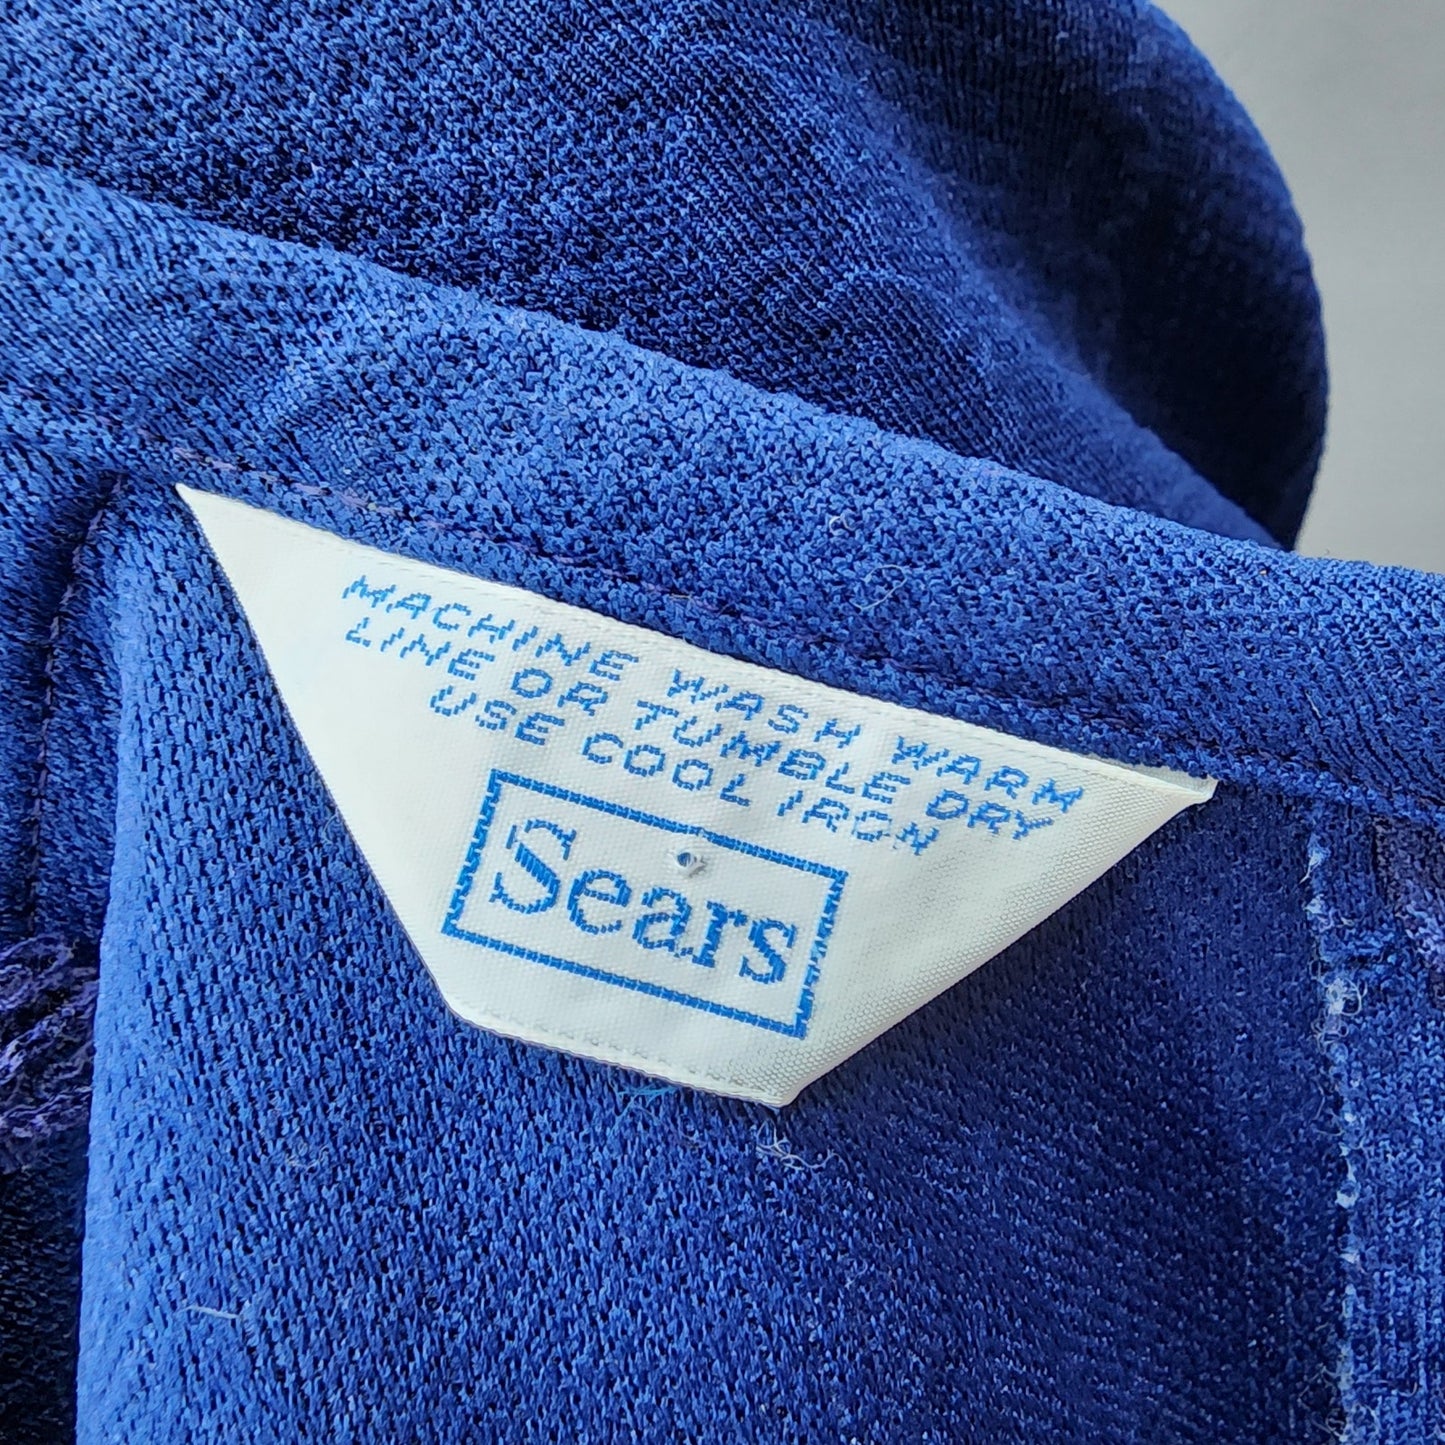 MACHINE WASH WARM
LINE OR TUMBLE DRY
USE COOL IRON
Sears